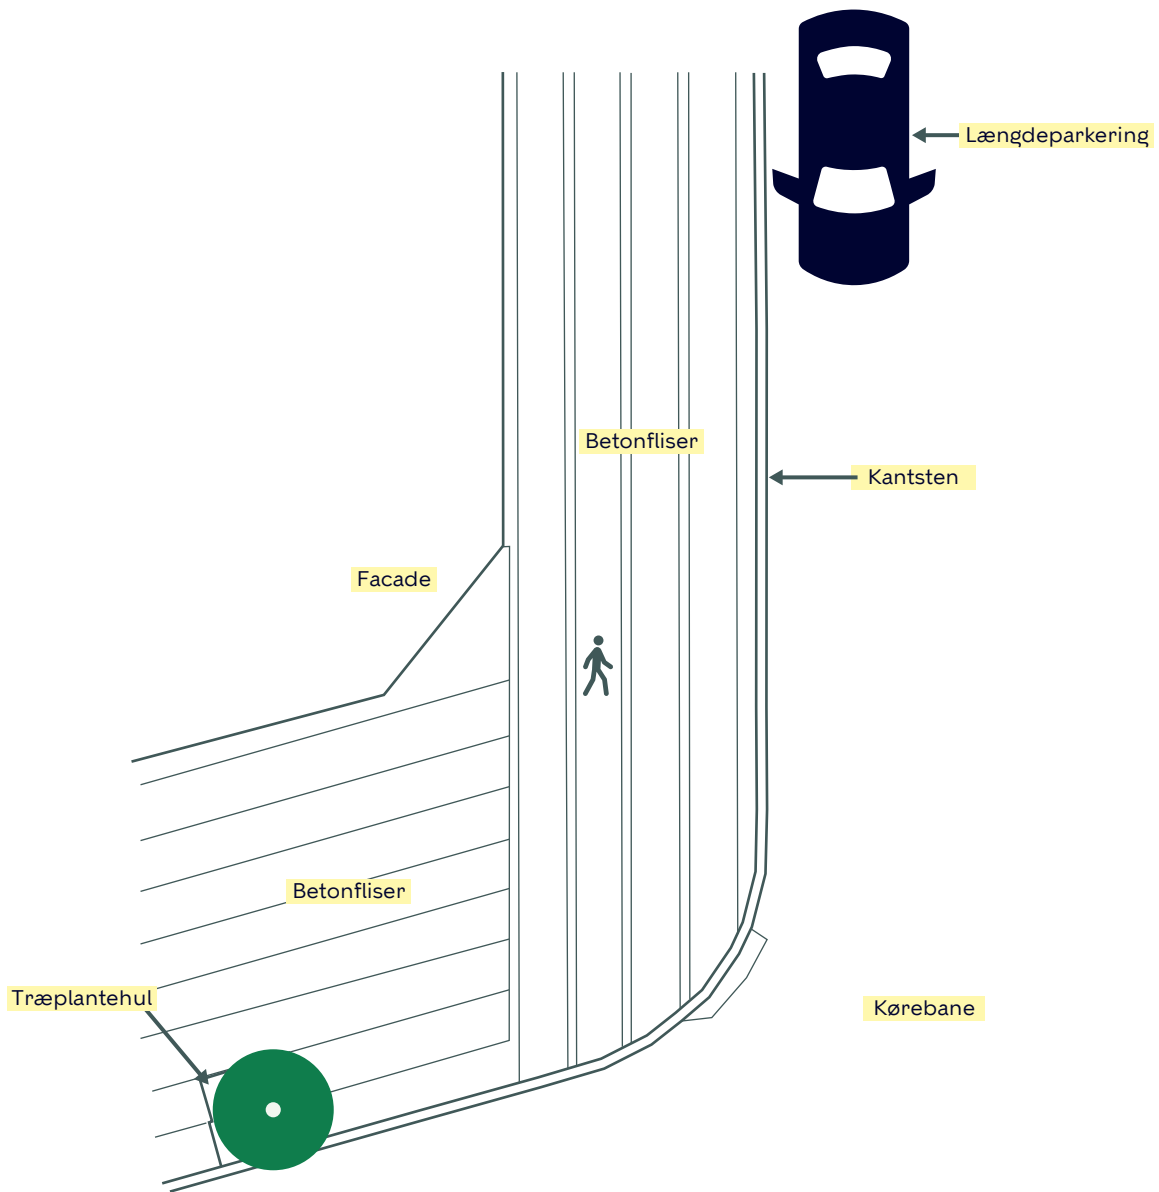 Længdeparkering
Betonfliser
Kantsten
Facade
Betonfliser
Træplantehul
Kørebane